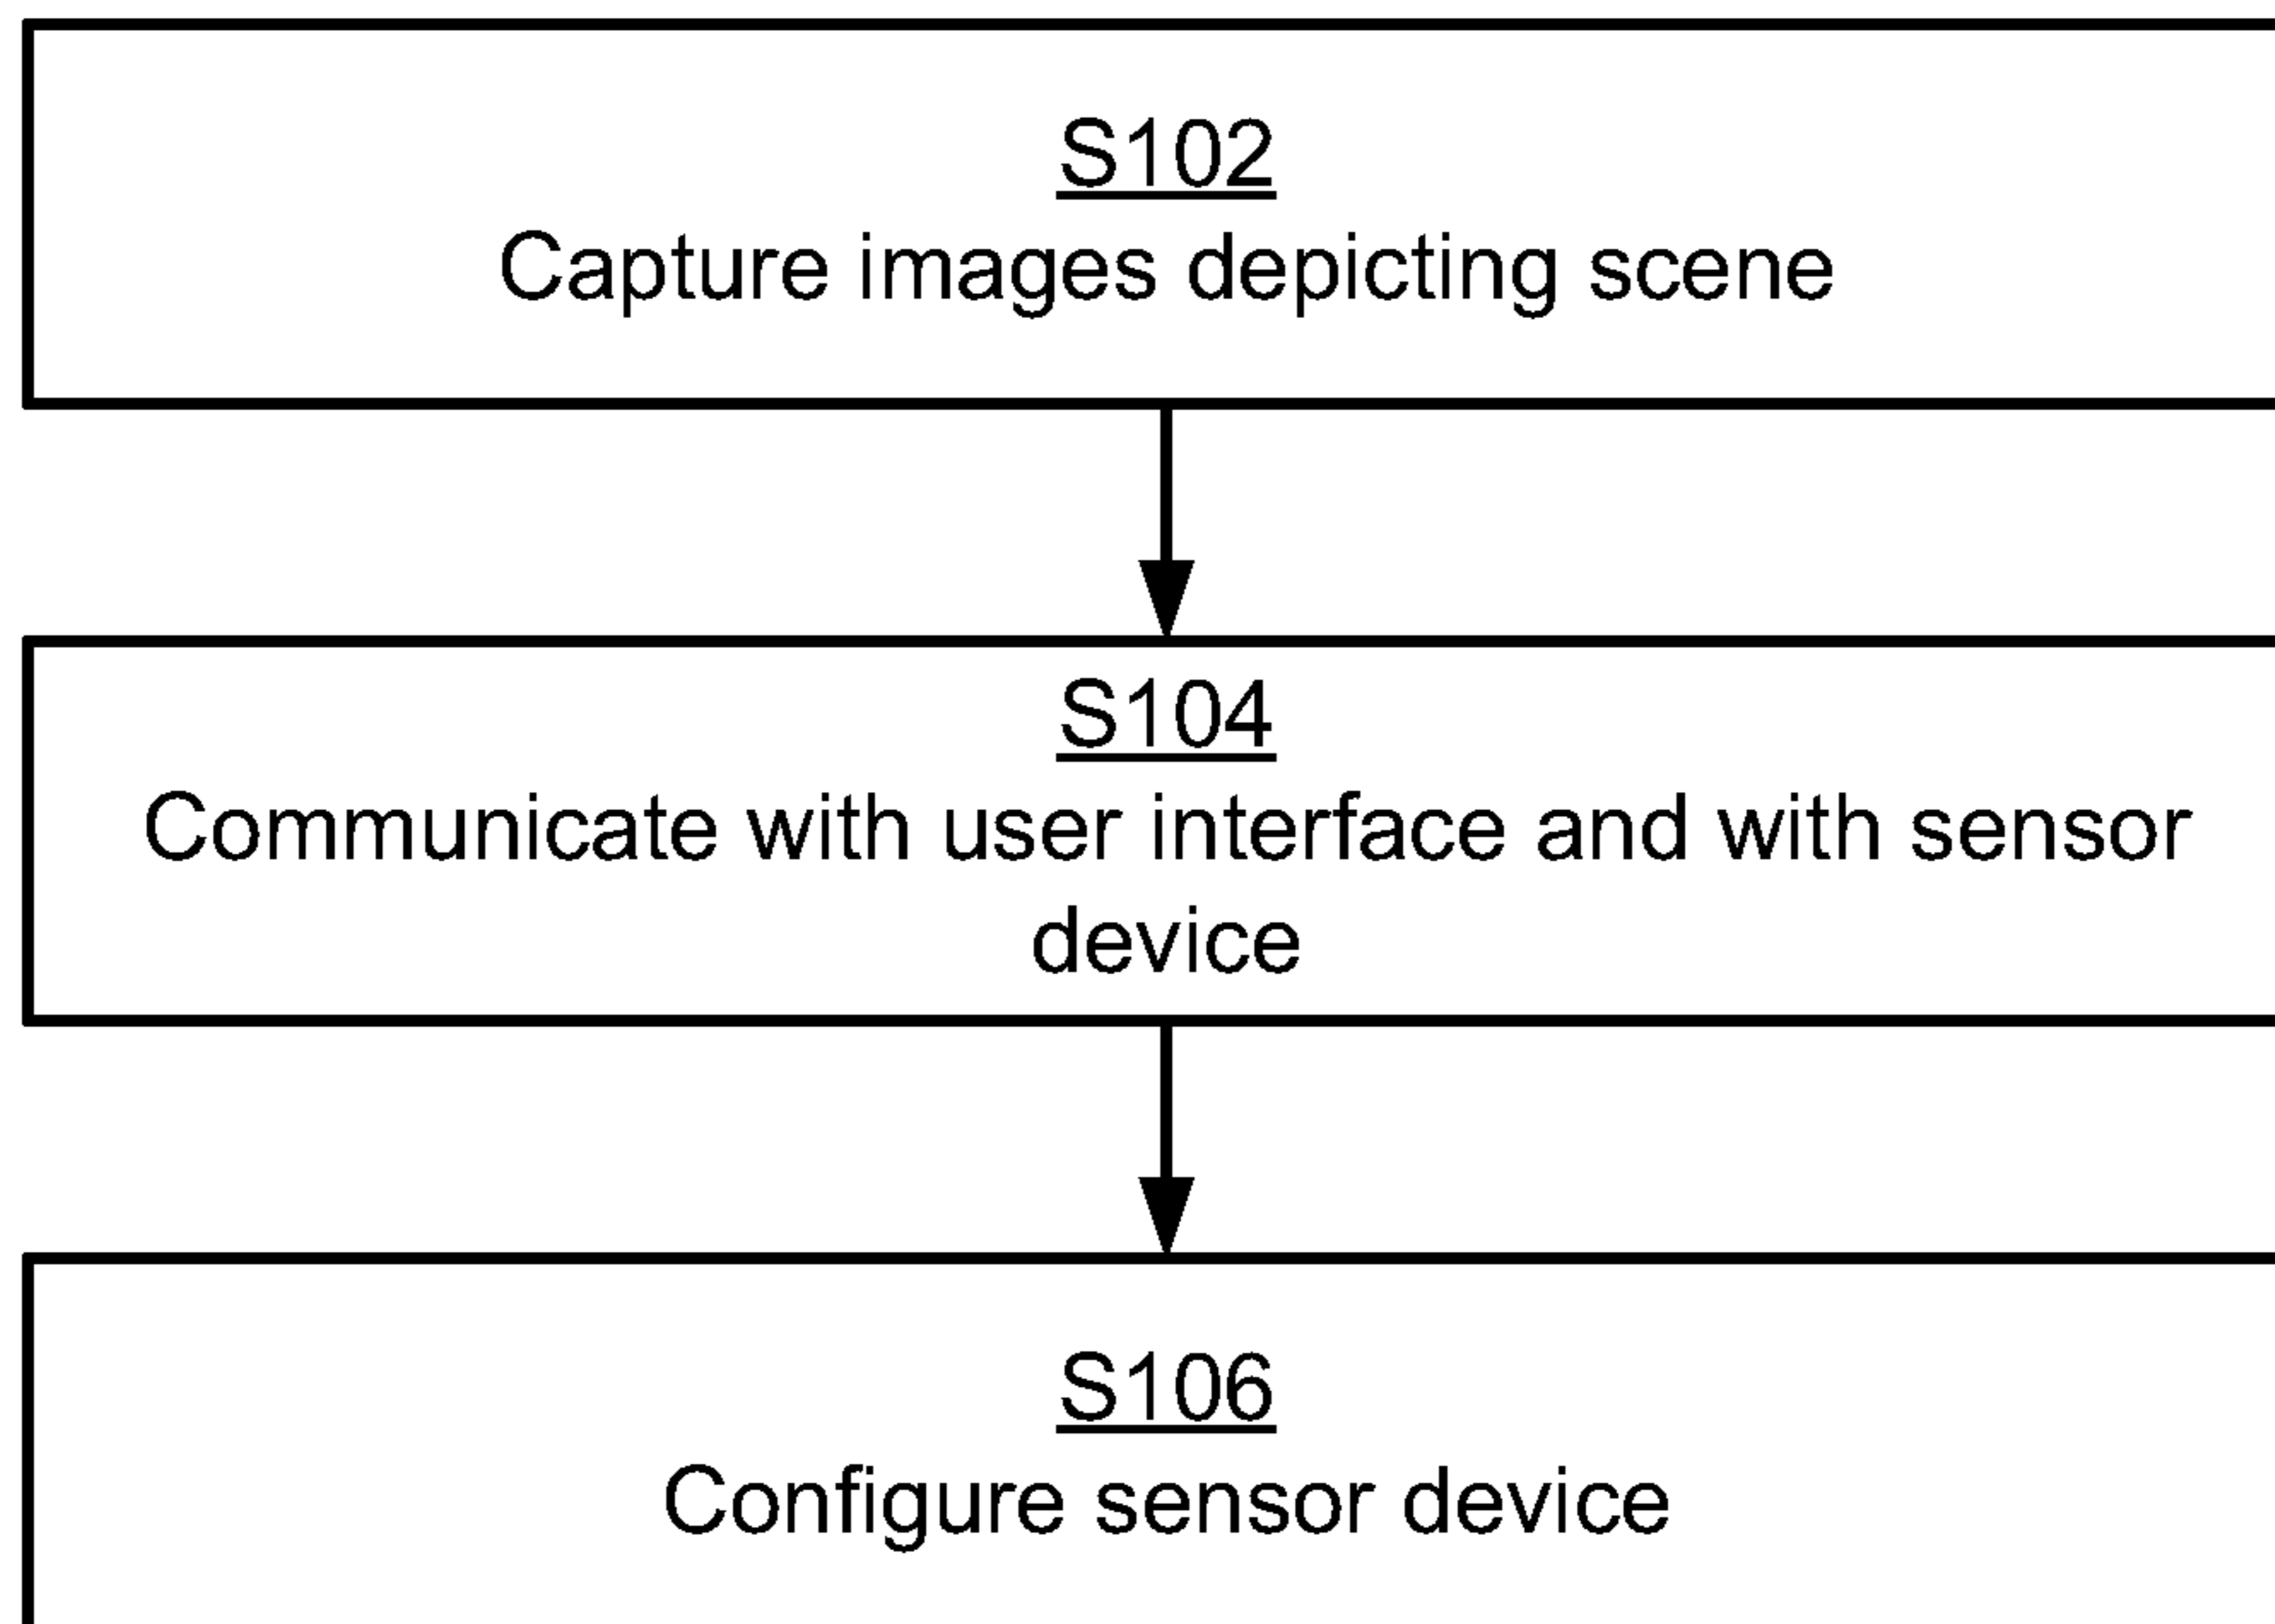 S102
Capture images depicting scene
S104
Communicate with user interface and with sensor
device
S106
Configure sensor device